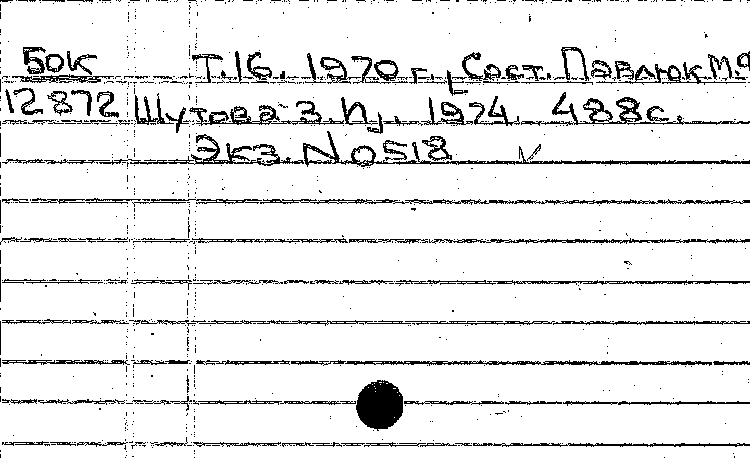 50К Т.16. 1970 г., [Сост. Павлюк М.Я
12872 Шутова З.И]. 1974. 488с.
Экз. N 0518 V